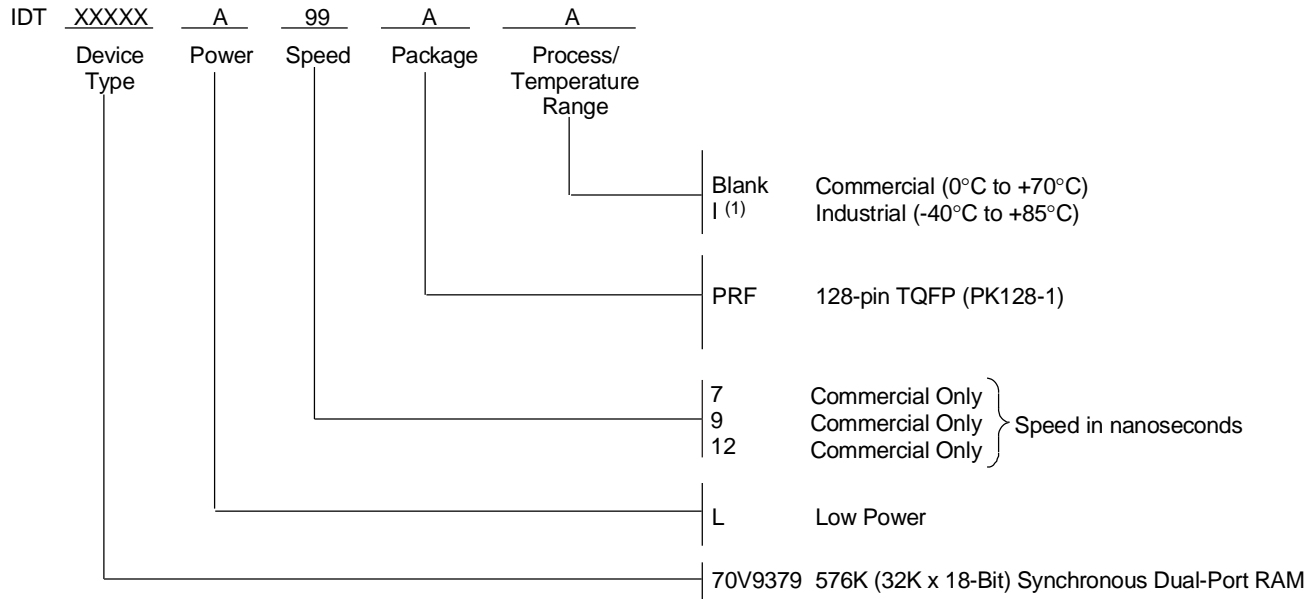 IDT XXXXX A 99 A A
Device Type Power Speed Package Process/ Temperature Range
Blank Commercial (0°C to +70°C)
I (1) Industrial (-40°C to +85°C)
PRF 128-pin TQFP (PK128-1)
7 Commercial Only
9 Commercial Only Speed in nanoseconds
12 Commercial Only
L Low Power
70V9379 576K (32K x 18-Bit) Synchronous Dual-Port RAM